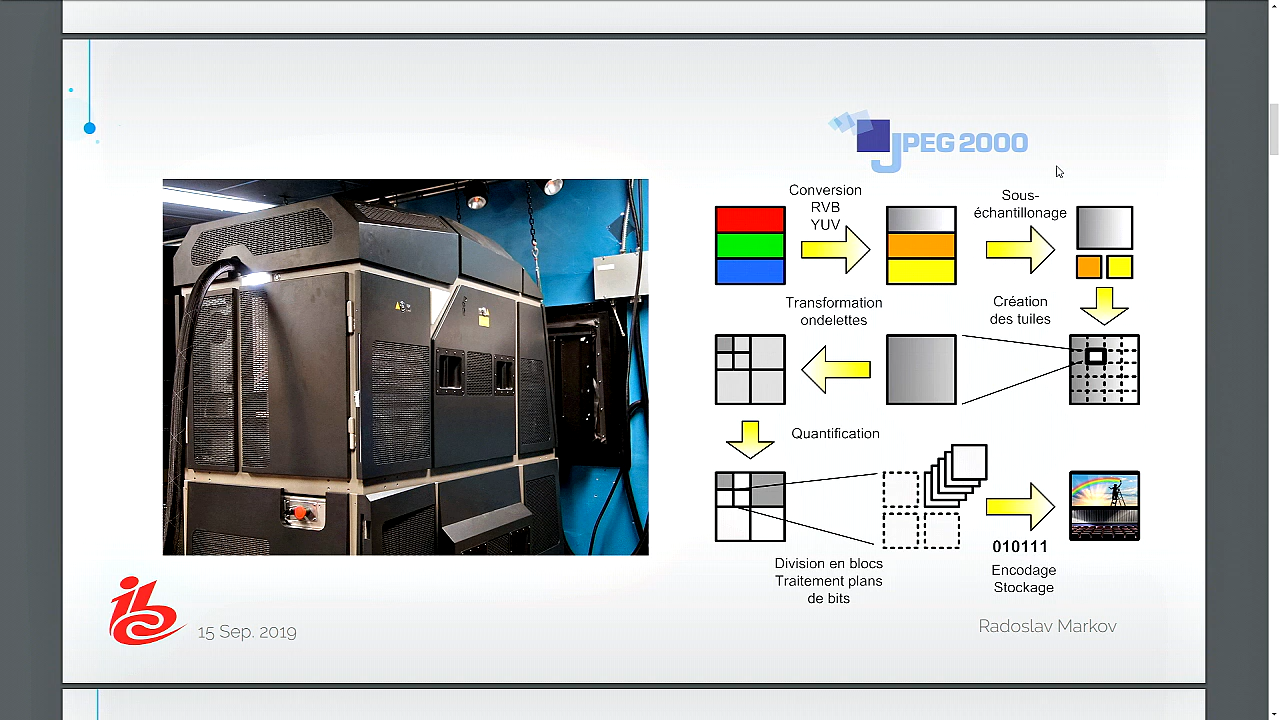 JPEG 2000
Conversion
RVB
YUV
Sous-
échantillonage
Transformation
ondelettes
Création
des tuiles
Quantification
010111
Division en blocs
Traitement plans
de bits
Encodage
Stockage
ibc
15 Sep. 2019
Radoslav Markov